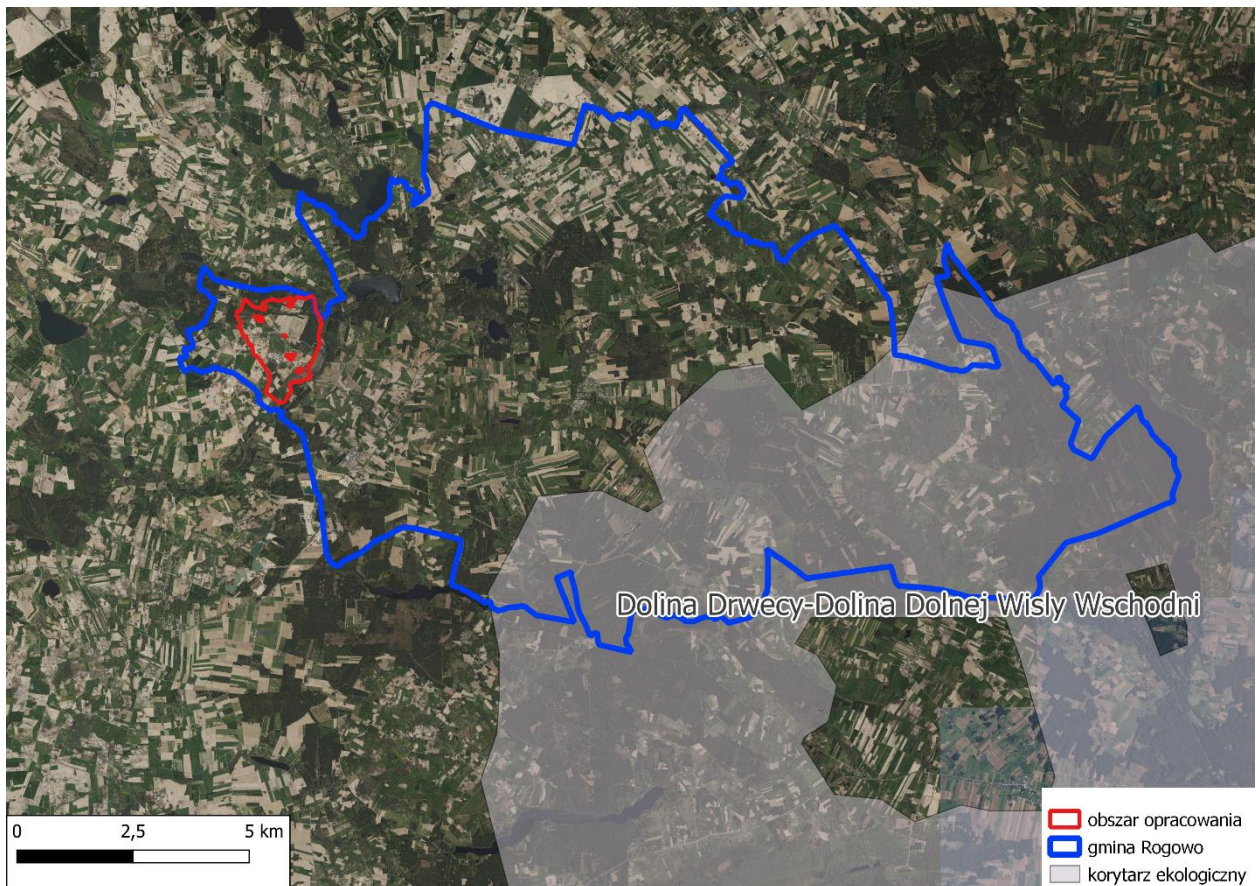 Dolina Drwecy-Dolina Dolnej Wisly Wschodni
0 2,5 5 km
obszar opracowania
gmina Rogowo
korytarz ekologiczny